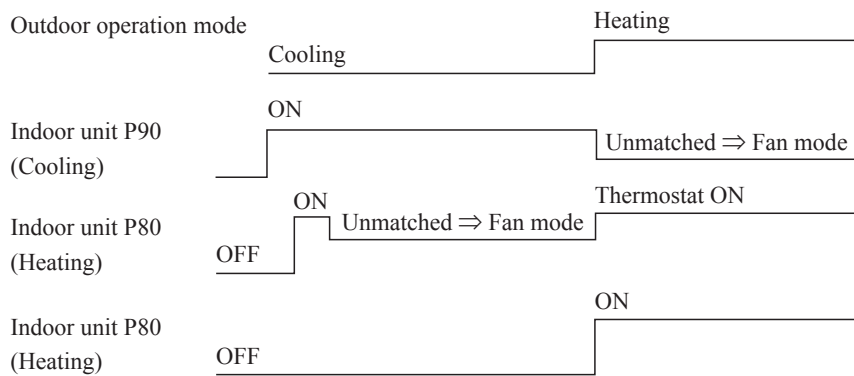 Outdoor operation mode
Heating
Cooling
ON
Indoor unit P90
(Cooling)
Unmatched ⇒ Fan mode
ON
Unmatched ⇒ Fan mode
Thermostat ON
Indoor unit P80
(Heating)
OFF
ON
Indoor unit P80
(Heating)
OFF